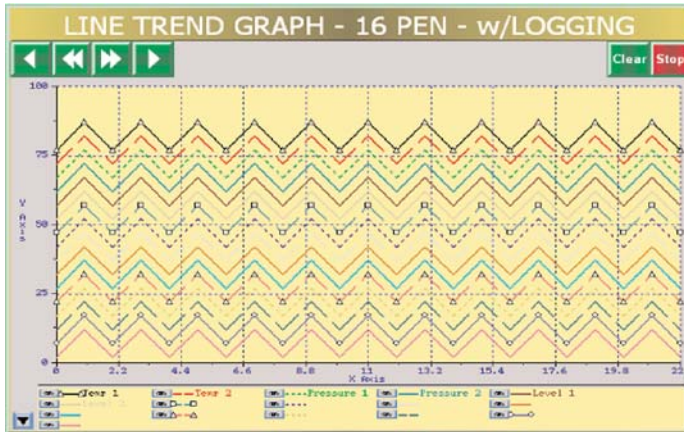 LINE TREND GRAPH - 16 PEN - w/LOGGING
Clear Stop
100
75
50
25
0
Y Axis
0 2.2 4.4 6.6 8.8 11 13.2 15.4 17.6 19.8 22
X Axis
Temp 1 Temp 2 Pressure 1 Pressure 2 Level 1
Level 2